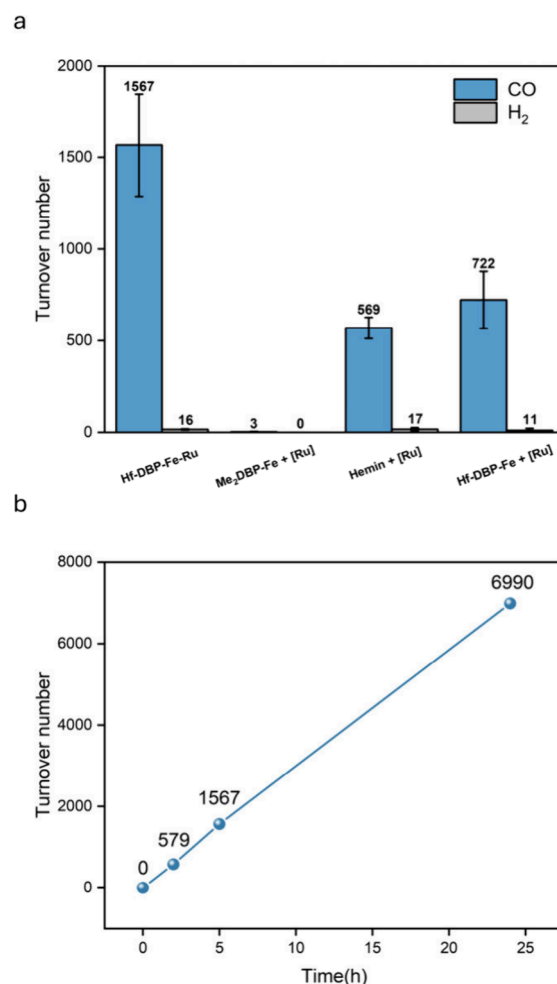 a
2000
1500
1000
500
0
Turnover number
CO
H₂
1567
16
3
0
569
17
722
11
Hf-DBP-Fe-Ru
Me₂DBP-Fe + [Ru]
Hemin + [Ru]
Hf-DBP-Fe + [Ru]
b
8000
6000
4000
2000
0
Turnover number
0
579
1567
6990
0
5
10
15
20
25
Time(h)